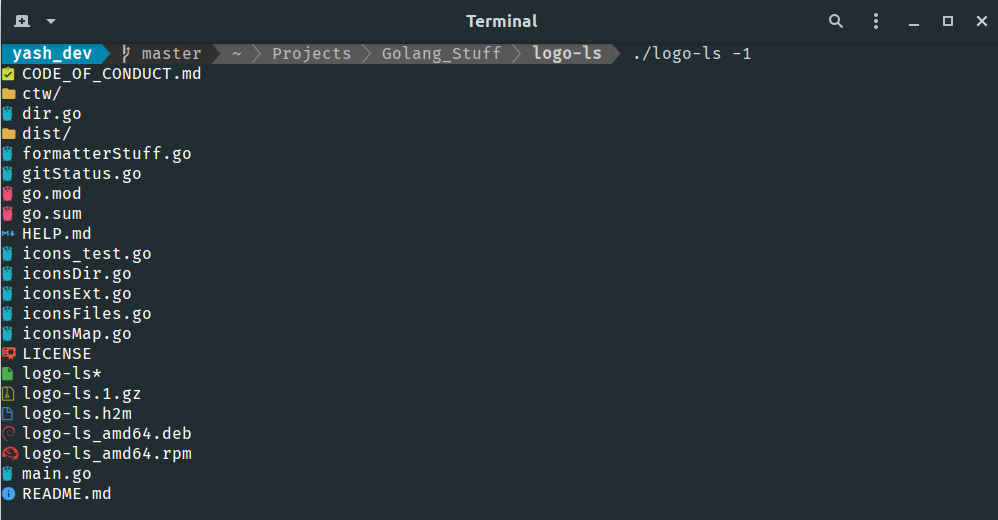 Terminal
yash_dev master ~ Projects Golang_Stuff logo-ls ./logo-ls -1
CODE_OF_CONDUCT.md
ctw/
dir.go
dist/
formatterStuff.go
gitStatus.go
go.mod
go.sum
HELP.md
icons_test.go
iconsDir.go
iconsExt.go
iconsFiles.go
iconsMap.go
LICENSE
logo-ls*
logo-ls.1.gz
logo-ls.h2m
logo-ls_amd64.deb
logo-ls_amd64.rpm
main.go
README.md